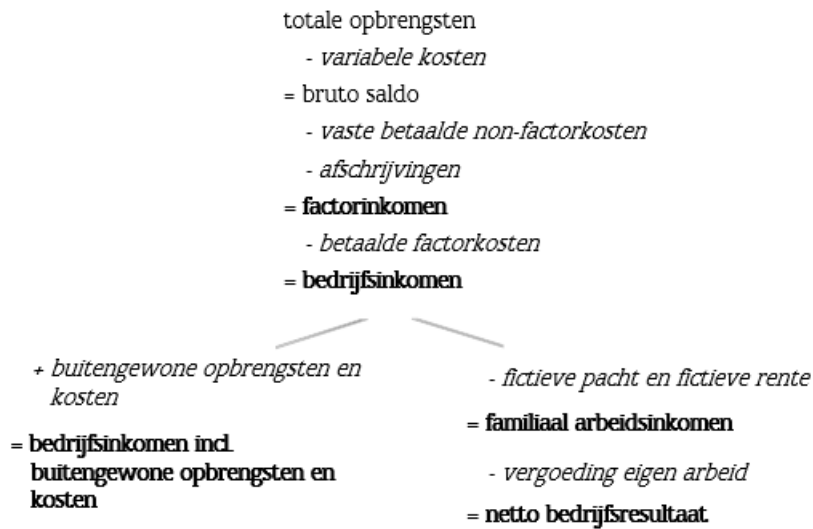 totale opbrengsten
- variabele kosten
= bruto saldo
- vaste betaalde non-factorkosten
- afschrijvingen
= factorinkomen
- betaalde factorkosten
= bedrijfsinkomen
+ buitengewone opbrengsten en
kosten
= bedrijfsinkomen incl.
buitengewone opbrengsten en
kosten
- fictieve pacht en fictieve rente
= familiaal arbeidsinkomen
- vergoeding eigen arbeid
= netto bedrijfsresultaat